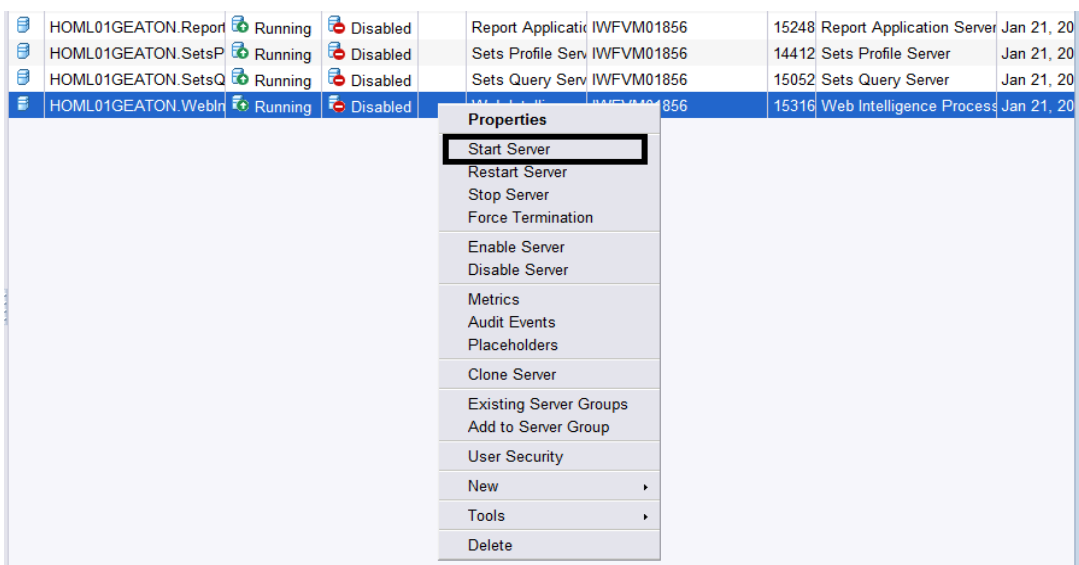 HOML01GEATON.Report Running Disabled Report Applicatic IWFVM01856 15248 Report Application Server Jan 21, 20
HOML01GEATON.SetsP Running Disabled Sets Profile Serv IWFVM01856 14412 Sets Profile Server Jan 21, 20
HOML01GEATON.SetsQ Running Disabled Sets Query Serv IWFVM01856 15052 Sets Query Server Jan 21, 20
HOML01GEATON.WebIn Running Disabled 856 15316 Web Intelligence Process Jan 21, 20
Properties
Start Server
Restart Server
Stop Server
Force Termination
Enable Server
Disable Server
Metrics
Audit Events
Placeholders
Clone Server
Existing Server Groups
Add to Server Group
User Security
New
Tools
Delete